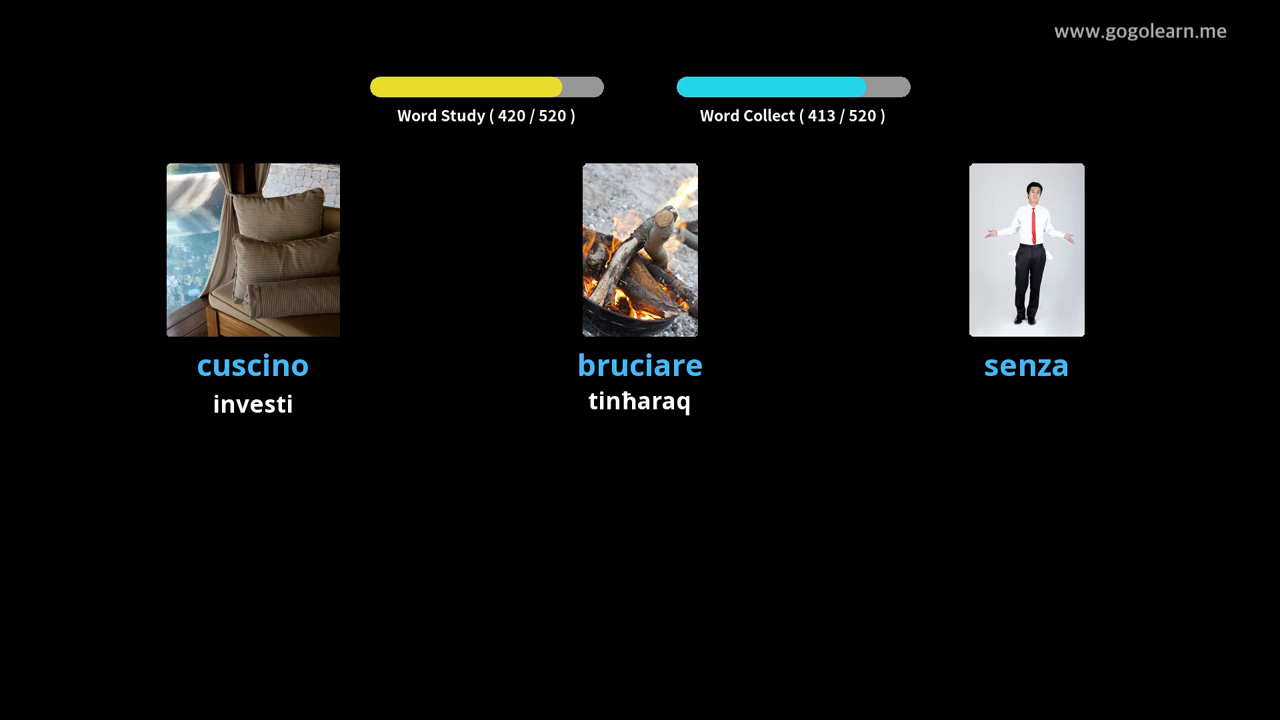 www.gogolearn.me
Word Study ( 420 / 520 )
Word Collect ( 413 / 520 )
cuscino
investi
bruciare
tinħaraq
senza